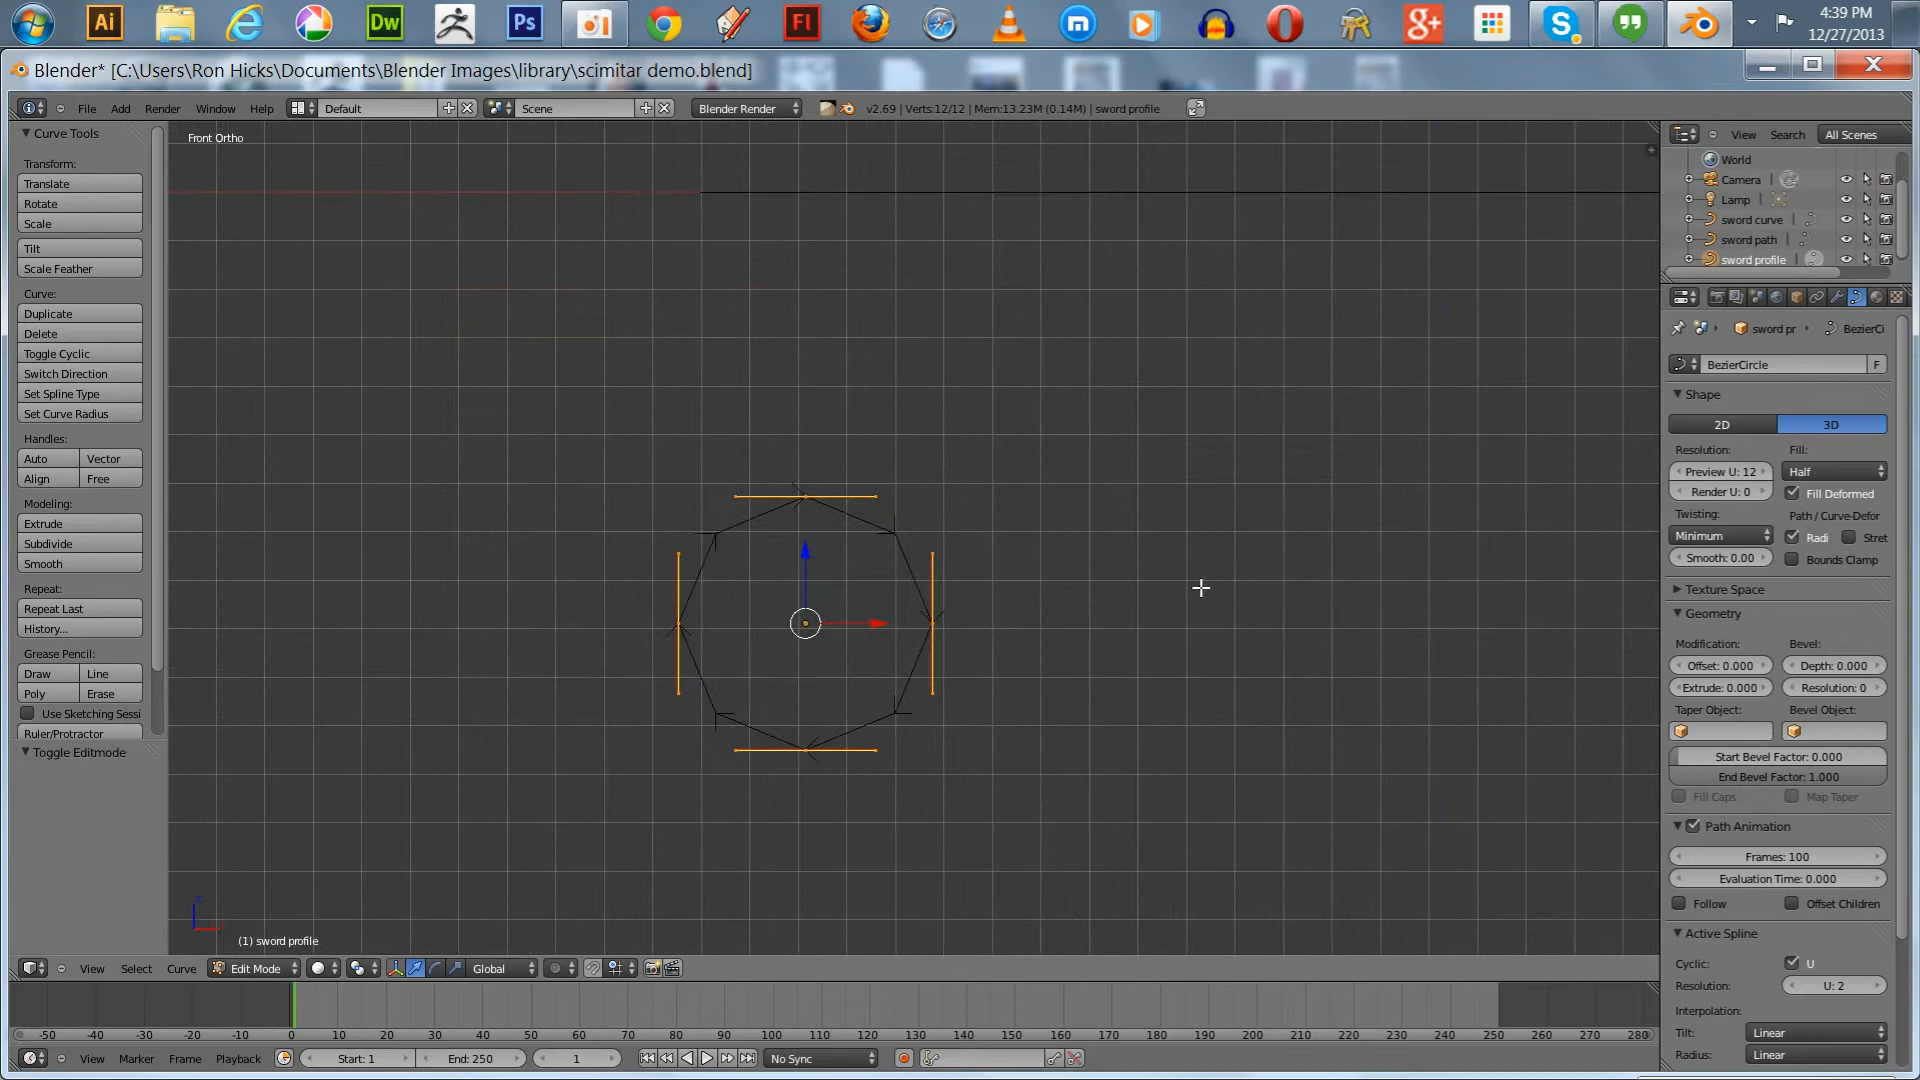 Ai
Dw
Ps
Fl
m
g+
S
4:39 PM
12/27/2013
Blender* [C:\Users\Ron Hicks\Documents\Blender Images\library\scimitar demo.blend]
File Add Render Window Help Default Scene Blender Render v2.69 | Verts:12/12 | Mem:13.23M (0.14M) | sword profile
Curve Tools
Transform:
Translate
Rotate
Scale
Tilt
Scale Feather
Curve:
Duplicate
Delete
Toggle Cyclic
Switch Direction
Set Spline Type
Set Curve Radius
Handles:
Auto Vector
Align Free
Modeling:
Extrude
Subdivide
Smooth
Repeat:
Repeat Last
History...
Grease Pencil:
Draw Line
Poly Erase
Use Sketching Sessi
Ruler/Protractor
Toggle Editmode
Front Ortho
(1) sword profile
View Search All Scenes
World
Camera
Lamp
sword curve
sword path
sword profile
sword pr BezierCi
BezierCircle F
Shape
2D 3D
Resolution: Fill:
Preview U: 12 Half
Render U: 0 Fill Deformed
Twisting: Path / Curve-Defor
Minimum Radi Stret
Smooth: 0.00 Bounds Clamp
Texture Space
Geometry
Modification: Bevel:
Offset: 0.000 Depth: 0.000
Extrude: 0.000 Resolution: 0
Taper Object: Bevel Object:
Start Bevel Factor: 0.000
End Bevel Factor: 1.000
Fill Caps Map Taper
Path Animation
Frames: 100
Evaluation Time: 0.000
Follow Offset Children
Active Spline
Cyclic: U
Resolution: U: 2
Interpolation:
Tilt: Linear
Radius: Linear
View Select Curve Edit Mode Global
-50 -40 -30 -20 -10 0 10 20 30 40 50 60 70 80 90 100 110 120 130 140 150 160 170 180 190 200 210 220 230 240 250 260 270 280
View Marker Frame Playback Start: 1 End: 250 1 No Sync